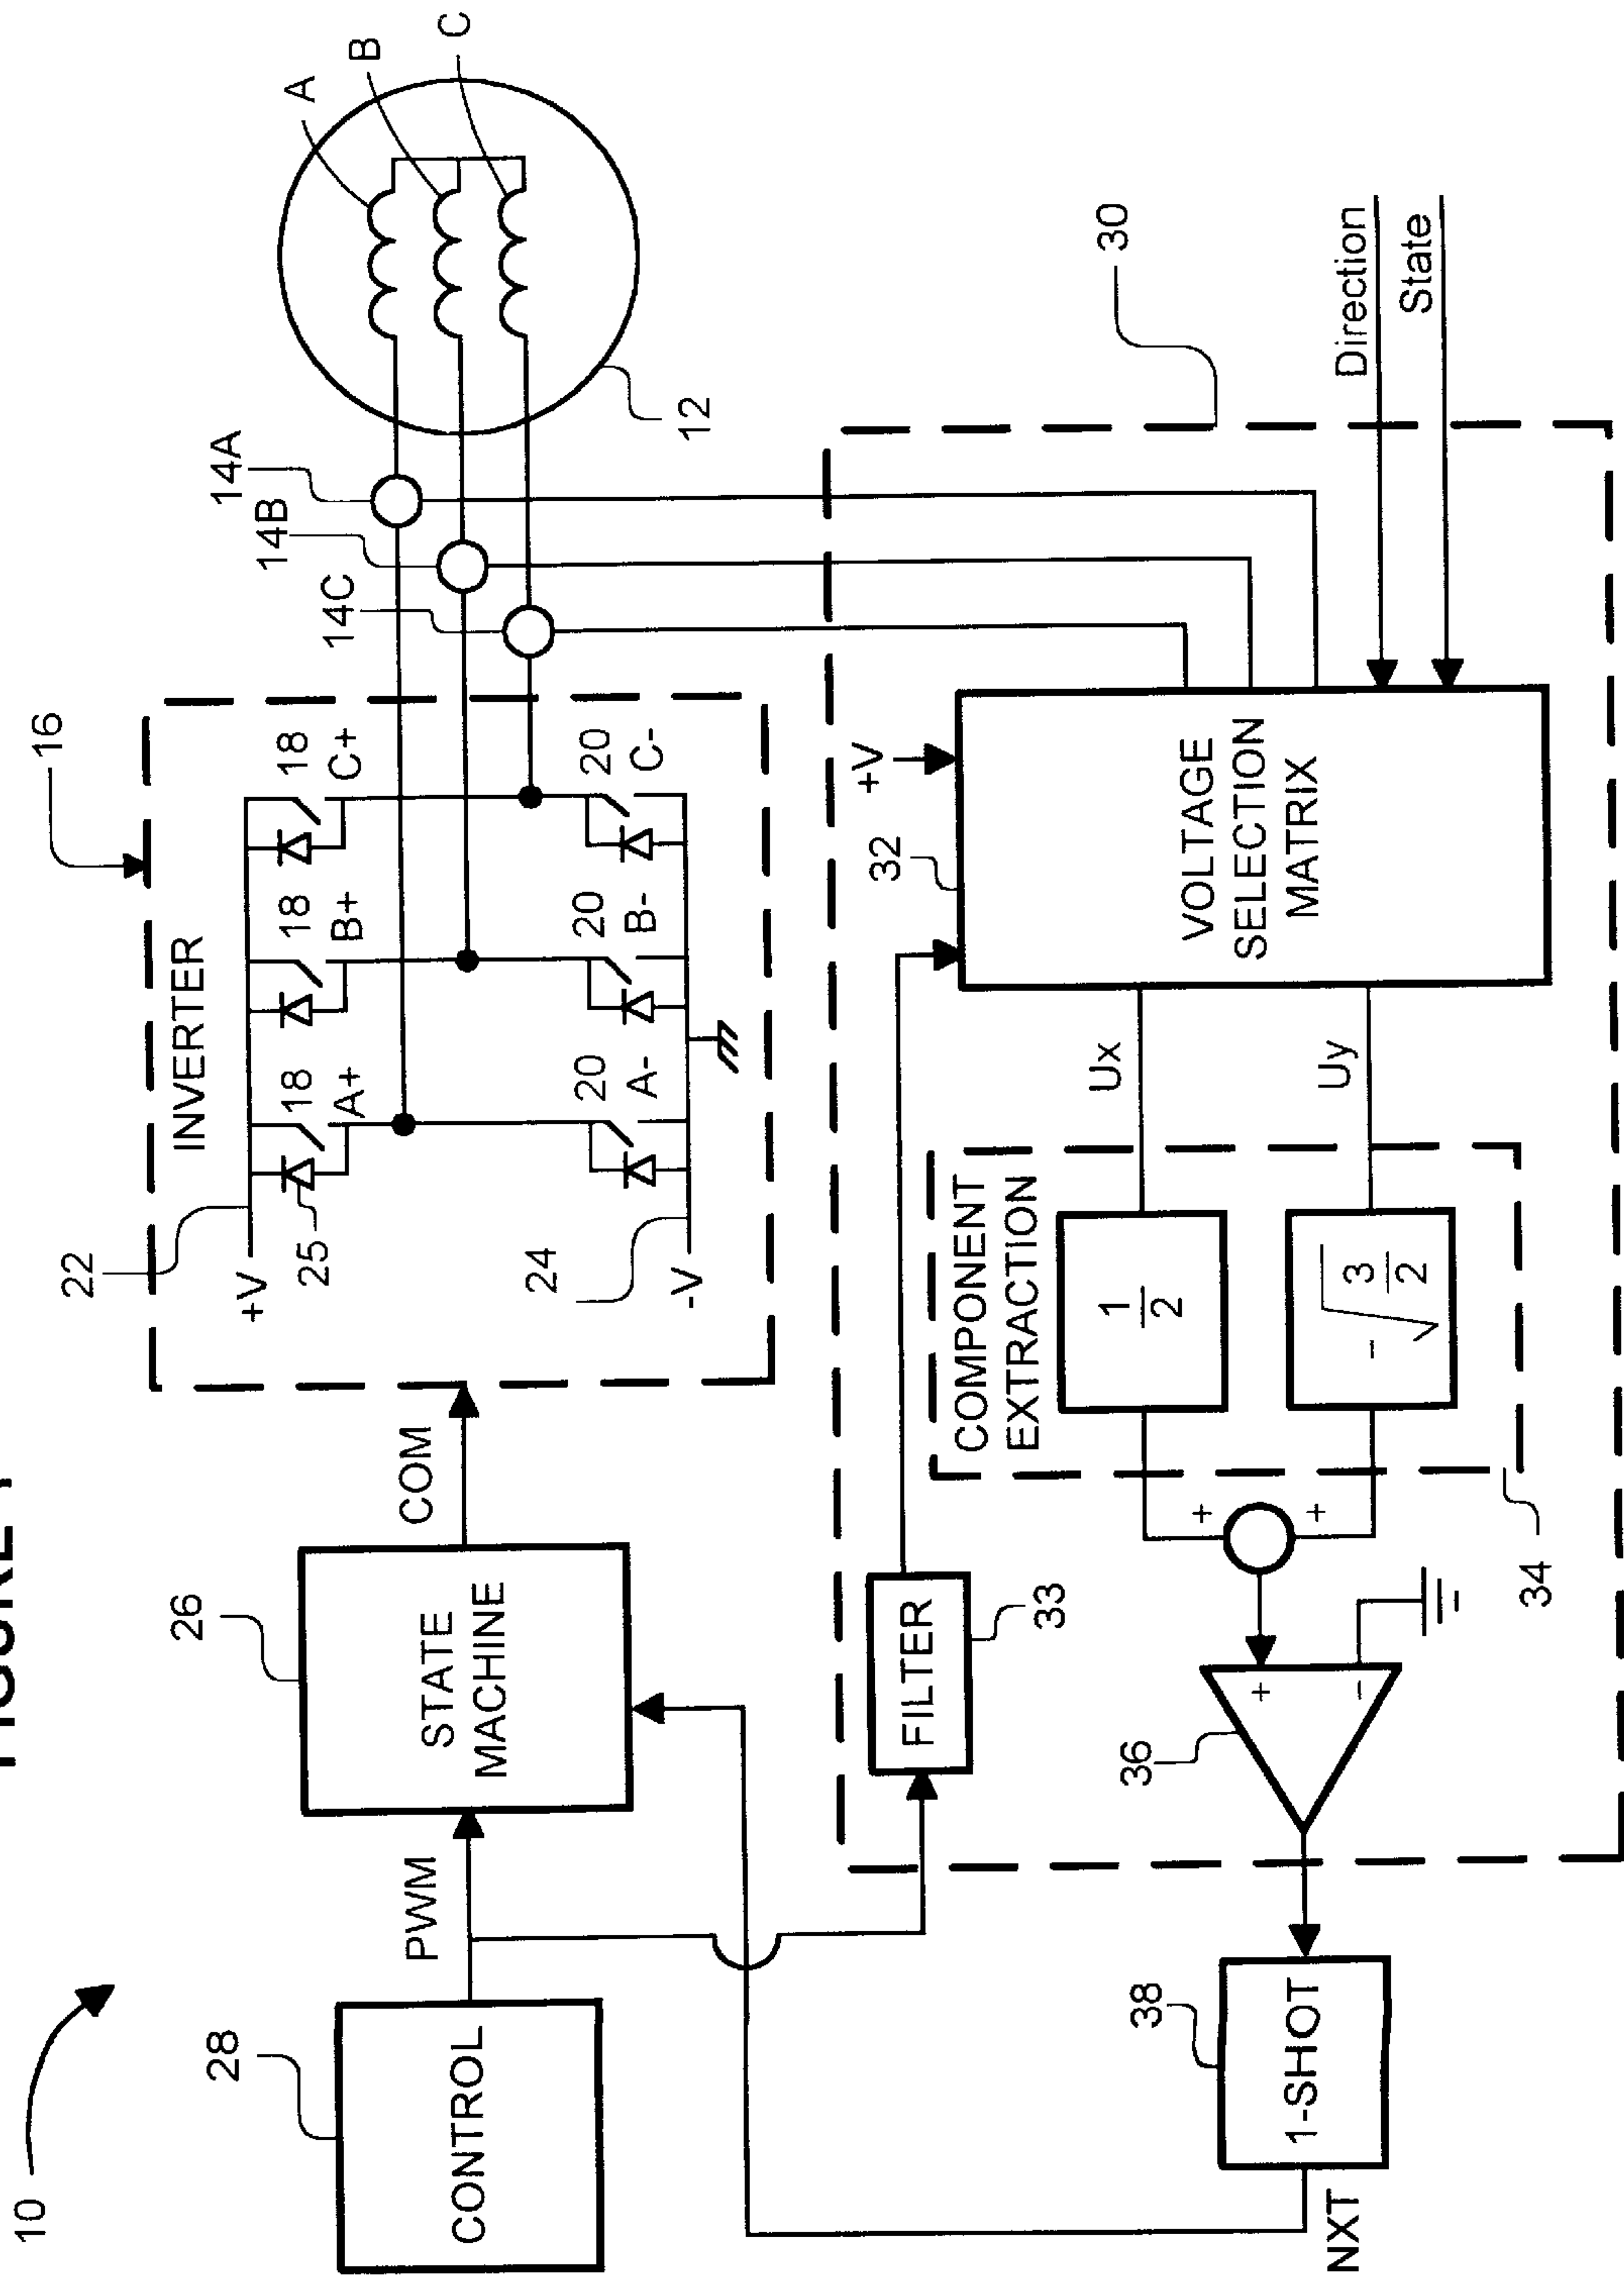 10
28
CONTROL
PWM
26
STATE
MACHINE
COM
16
INVERTER
22
+V
25
18
A+
18
B+
18
C+
24
-V
20
A-
20
B-
20
C-
14A
14B
14C
A
B
C
12
30
FILTER
33
+V
32
VOLTAGE
SELECTION
MATRIX
Direction
State
Ux
Uy
COMPONENT
EXTRACTION
1
2
- √ 3
2
34
+
+
36
+
-
38
1-SHOT
NXT